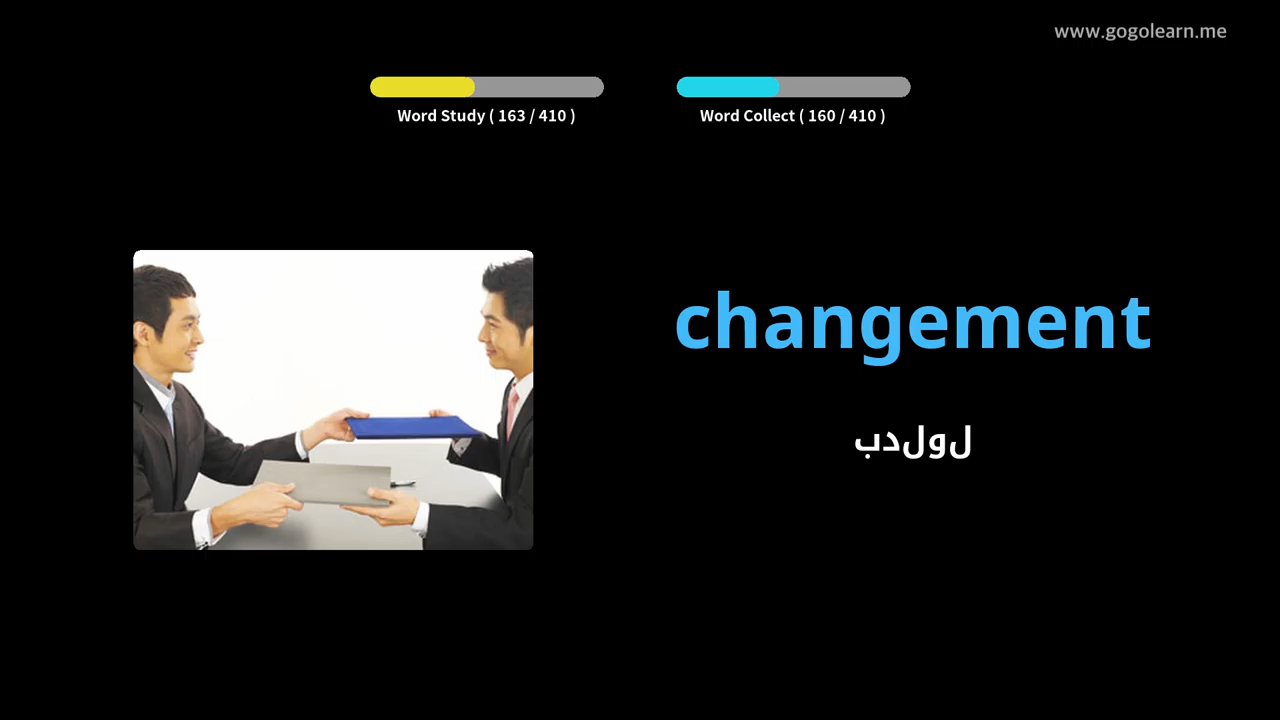 www.gogolearn.me
Word Study ( 163 / 410 )
Word Collect ( 160 / 410 )
changement
بدلول